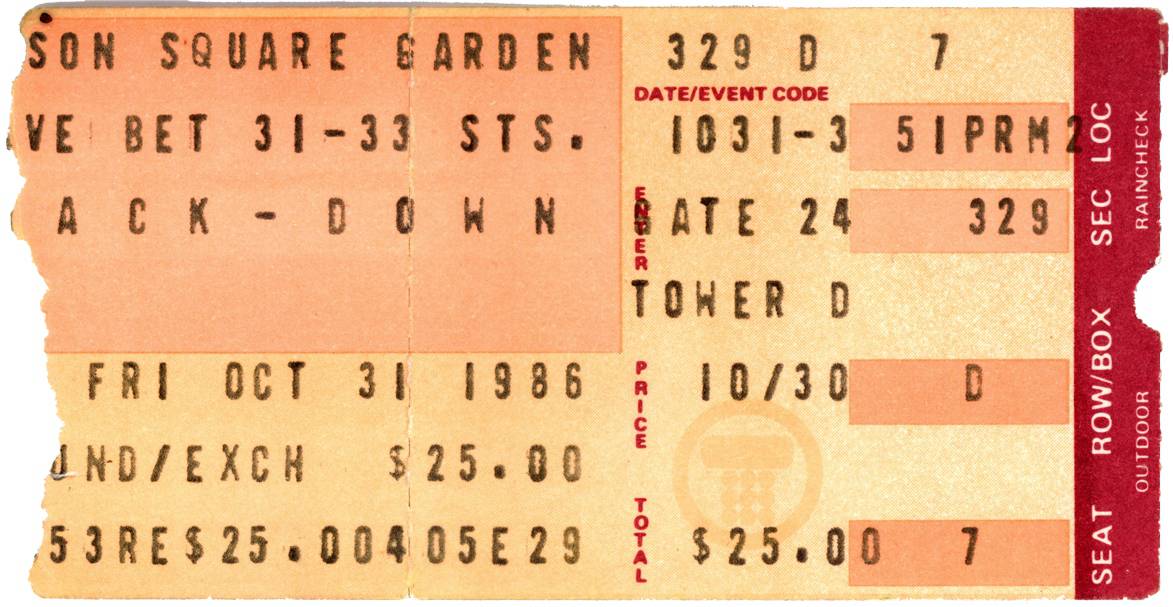 SON SQUARE GARDEN 329 D 7
DATE/EVENT CODE
VE BET 31-33 STS. 1031-3 51PRM2
ACK-DOWN GATE 24 329
ENTER
TOWER D
FRI OCT 31 1986 10/30 D
PRICE
UND/EXCH $25.00
53RE$25.00405E29 $25.00 7
TOTAL
SEAT ROW/BOX SEC LOC
OUTDOOR RAINCHECK